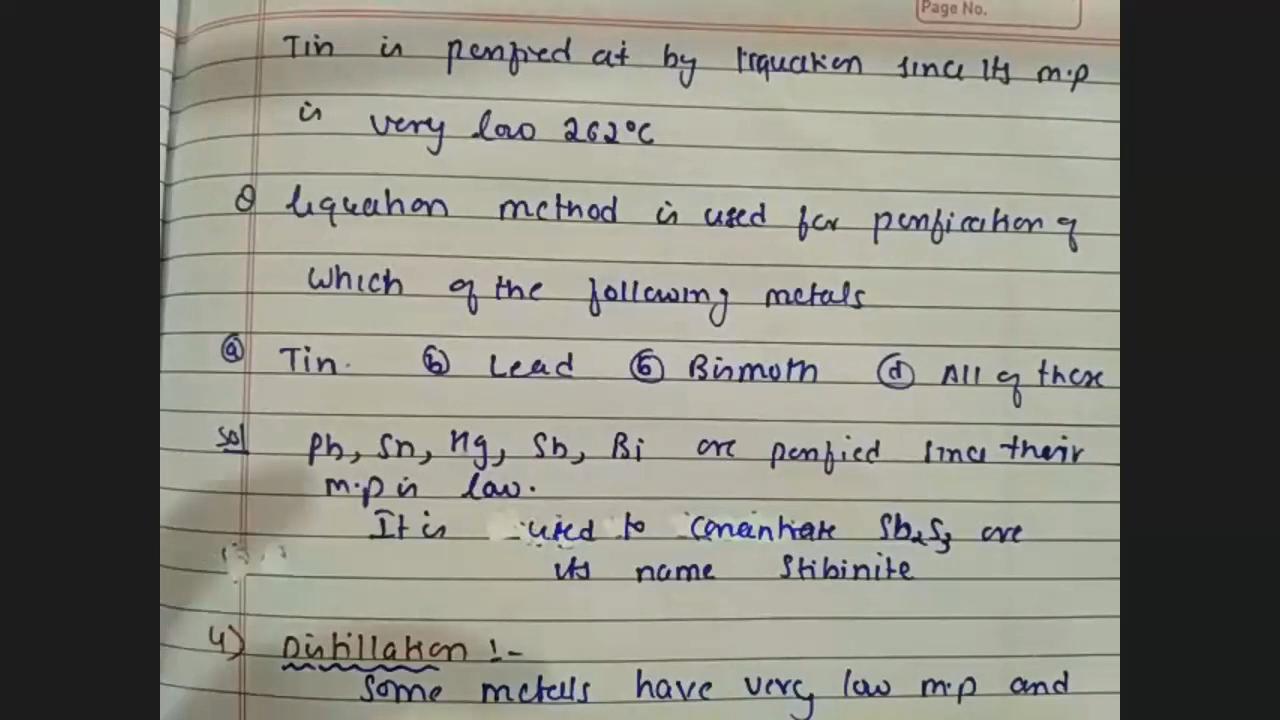 Page No.
Tin is purified at by liquation since its m.p
is very low 262°C
Q liquation method is used for purification of
which of the following metals
(a) Tin. (b) Lead (c) Bismoth (d) All of these
Sol Pb, Sn, Hg, Sb, Bi are purified since their
m.p is low.
It is used to concentrate Sb₂S₃ ore
its name Stibinite
4) Distillation :-
Some metals have very low m.p and